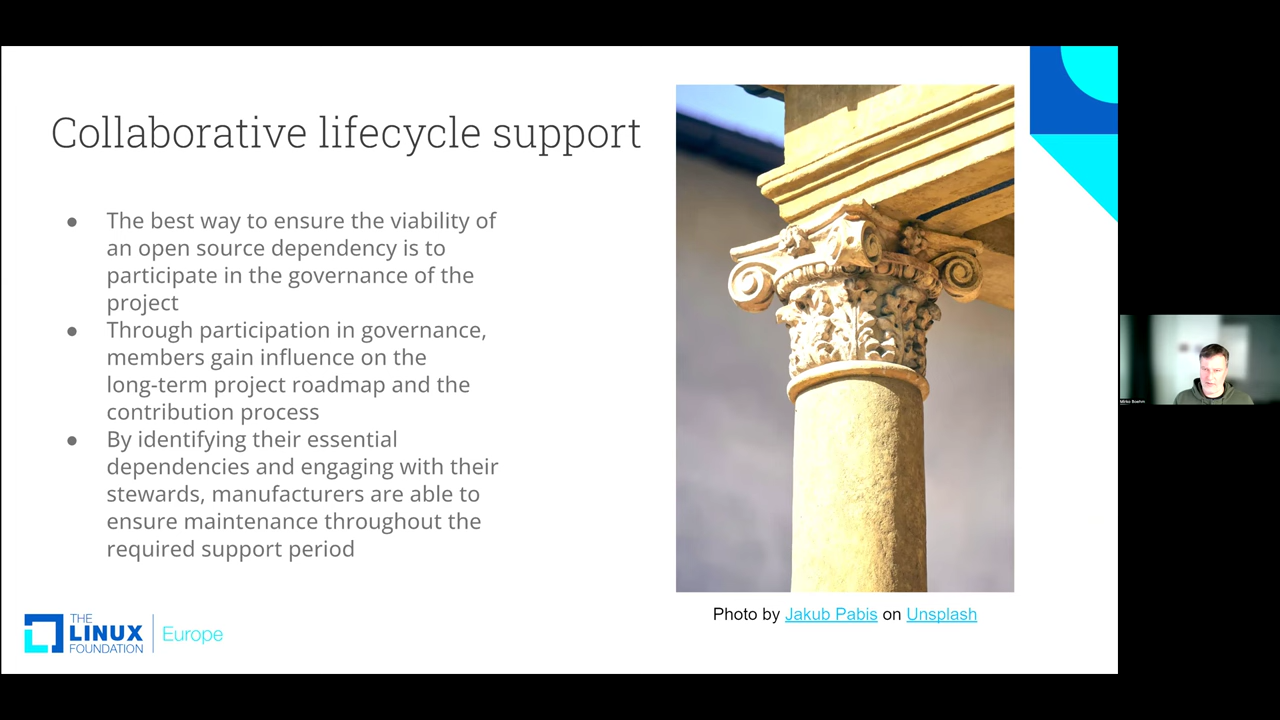 Collaborative lifecycle support
● The best way to ensure the viability of
an open source dependency is to
participate in the governance of the
project
● Through participation in governance,
members gain influence on the
long-term project roadmap and the
contribution process
● By identifying their essential
dependencies and engaging with their
stewards, manufacturers are able to
ensure maintenance throughout the
required support period
Photo by Jakub Pabis on Unsplash
THE
LINUX
FOUNDATION
Europe
Mirko Boehm